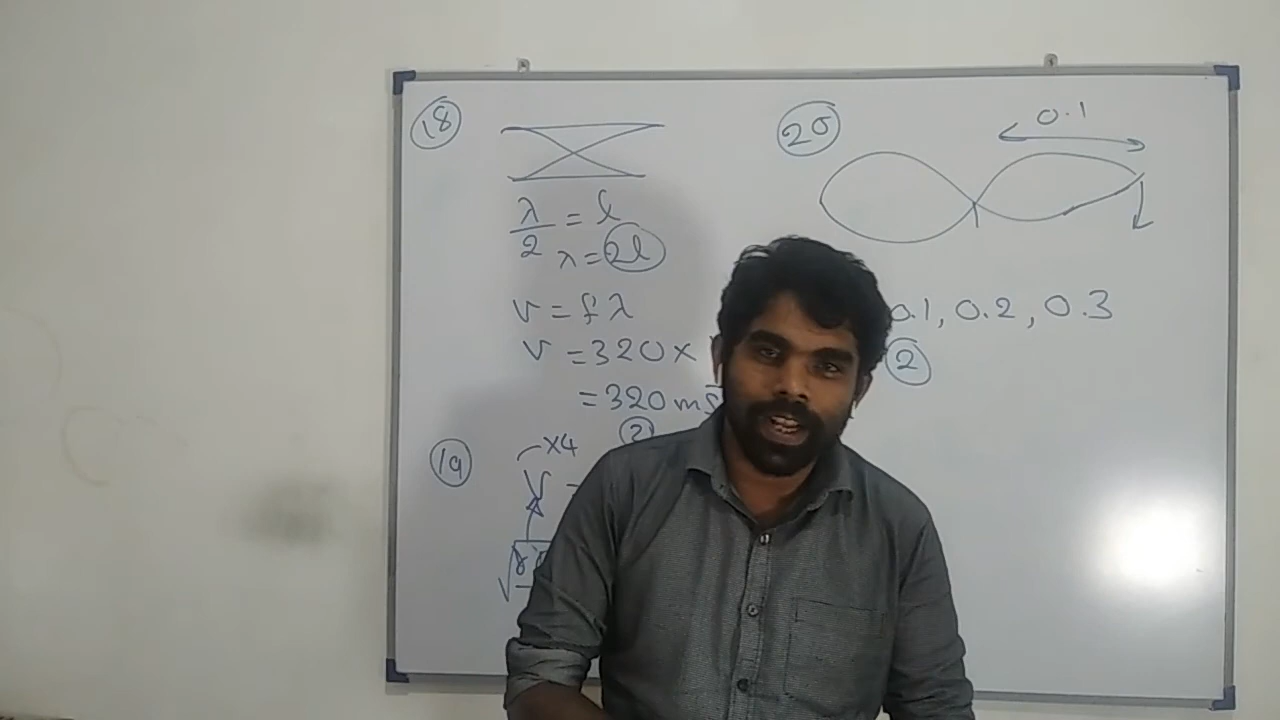 18
λ/2 = l
λ = 2l
v = fλ
v = 320 x
= 320 ms
2
19
x4
v
20
0.1
0.1, 0.2, 0.3
2